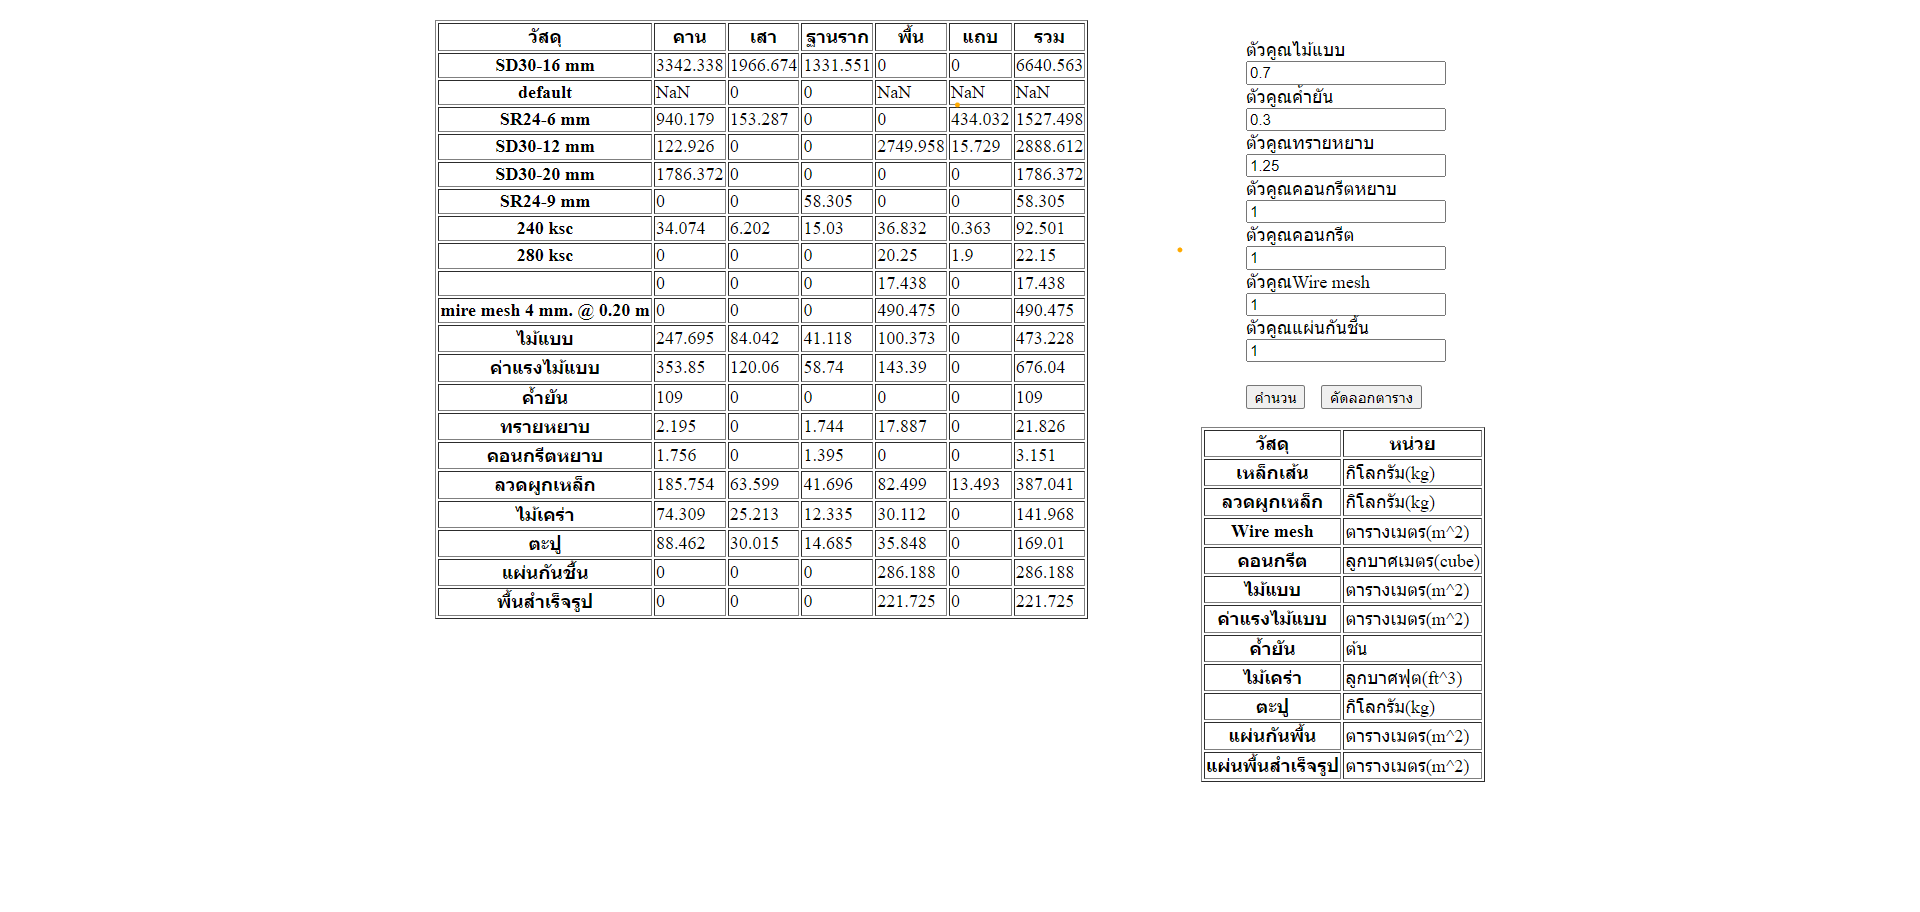 วัสดุ คาน เสา ฐานราก พื้น แถบ รวม
SD30-16 mm 3342.338 1966.674 1331.551 0 0 6640.563
default NaN 0 0 NaN NaN NaN
SR24-6 mm 940.179 153.287 0 0 434.032 1527.498
SD30-12 mm 122.926 0 0 2749.958 15.729 2888.612
SD30-20 mm 1786.372 0 0 0 0 1786.372
SR24-9 mm 0 0 58.305 0 0 58.305
240 ksc 34.074 6.202 15.03 36.832 0.363 92.501
280 ksc 0 0 0 20.25 1.9 22.15
0 0 0 17.438 0 17.438
mire mesh 4 mm. @ 0.20 m 0 0 0 490.475 0 490.475
ไม้แบบ 247.695 84.042 41.118 100.373 0 473.228
ค่าแรงไม้แบบ 353.85 120.06 58.74 143.39 0 676.04
ค้ำยัน 109 0 0 0 0 109
ทรายหยาบ 2.195 0 1.744 17.887 0 21.826
คอนกรีตหยาบ 1.756 0 1.395 0 0 3.151
ลวดผูกเหล็ก 185.754 63.599 41.696 82.499 13.493 387.041
ไม้เคร่า 74.309 25.213 12.335 30.112 0 141.968
ตะปู 88.462 30.015 14.685 35.848 0 169.01
แผ่นกันชื้น 0 0 0 286.188 0 286.188
พื้นสำเร็จรูป 0 0 0 221.725 0 221.725
ตัวคูณไม้แบบ
0.7
ตัวคูณค้ำยัน
0.3
ตัวคูณทรายหยาบ
1.25
ตัวคูณคอนกรีตหยาบ
1
ตัวคูณคอนกรีต
1
ตัวคูณWire mesh
1
ตัวคูณแผ่นกันชื้น
1
คำนวน คัดลอกตาราง
วัสดุ หน่วย
เหล็กเส้น กิโลกรัม(kg)
ลวดผูกเหล็ก กิโลกรัม(kg)
Wire mesh ตารางเมตร(m^2)
คอนกรีต ลูกบาศเมตร(cube)
ไม้แบบ ตารางเมตร(m^2)
ค่าแรงไม้แบบ ตารางเมตร(m^2)
ค้ำยัน ต้น
ไม้เคร่า ลูกบาศฟุต(ft^3)
ตะปู กิโลกรัม(kg)
แผ่นกันพื้น ตารางเมตร(m^2)
แผ่นพื้นสำเร็จรูป ตารางเมตร(m^2)